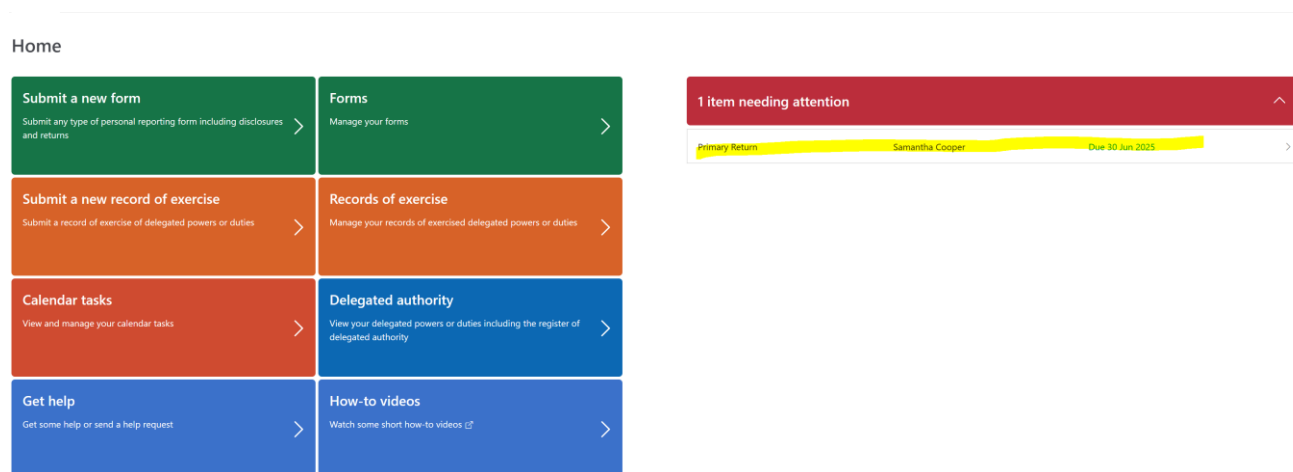 Home
Submit a new form
Submit any type of personal reporting form including disclosures
and returns
Forms
Manage your forms
Submit a new record of exercise
Submit a record of exercise of delegated powers or duties
Records of exercise
Manage your records of exercised delegated powers or duties
Calendar tasks
View and manage your calendar tasks
Delegated authority
View your delegated powers or duties including the register of
delegated authority
Get help
Get some help or send a help request
How-to videos
Watch some short how-to videos
1 item needing attention
Primary Return Samantha Cooper Due 30 Jun 2025